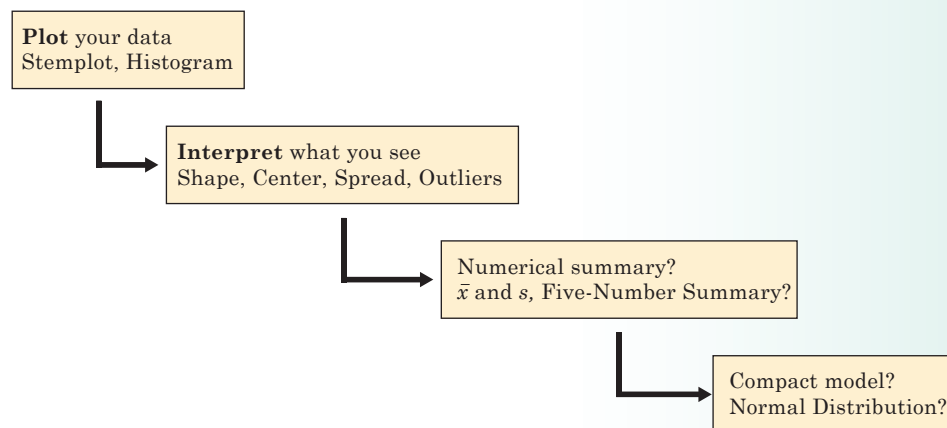 Plot your data
Stemplot, Histogram
Interpret what you see
Shape, Center, Spread, Outliers
Numerical summary?
x̄ and s, Five-Number Summary?
Compact model?
Normal Distribution?